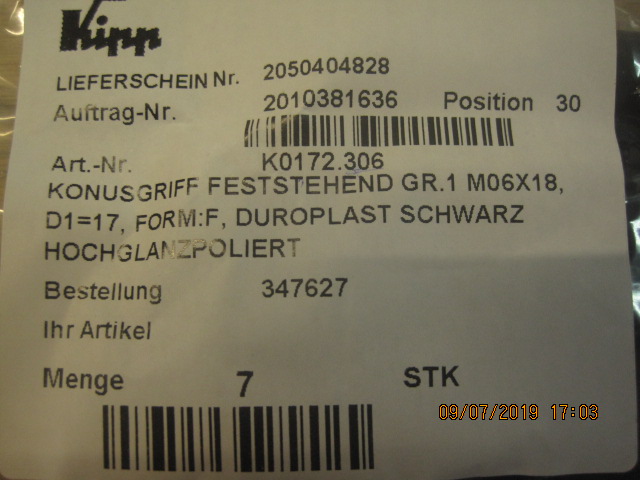 Kipp
LIEFERSCHEIN Nr. 2050404828
Auftrag-Nr. 2010381636 Position 30
Art.-Nr. K0172.306
KONUSGRIFF FESTSTEHEND GR.1 M06X18,
D1=17, FORM:F, DUROPLAST SCHWARZ
HOCHGLANZPOLIERT
Bestellung 347627
Ihr Artikel
Menge 7 STK
09/07/2019 17:03